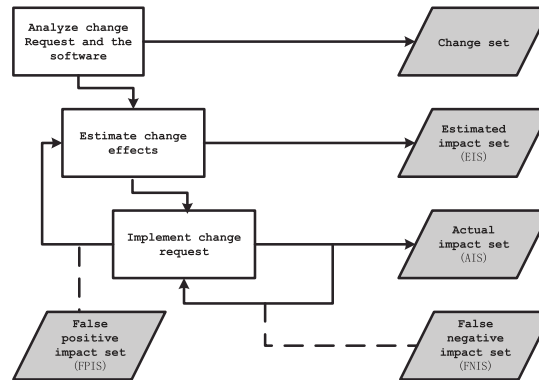 Analyze change
Request and the
software
Change set
Estimate change
effects
Estimated
impact set
(EIS)
Implement change
request
Actual
impact set
(AIS)
False
positive
impact set
(FPIS)
False
negative
impact set
(FNIS)